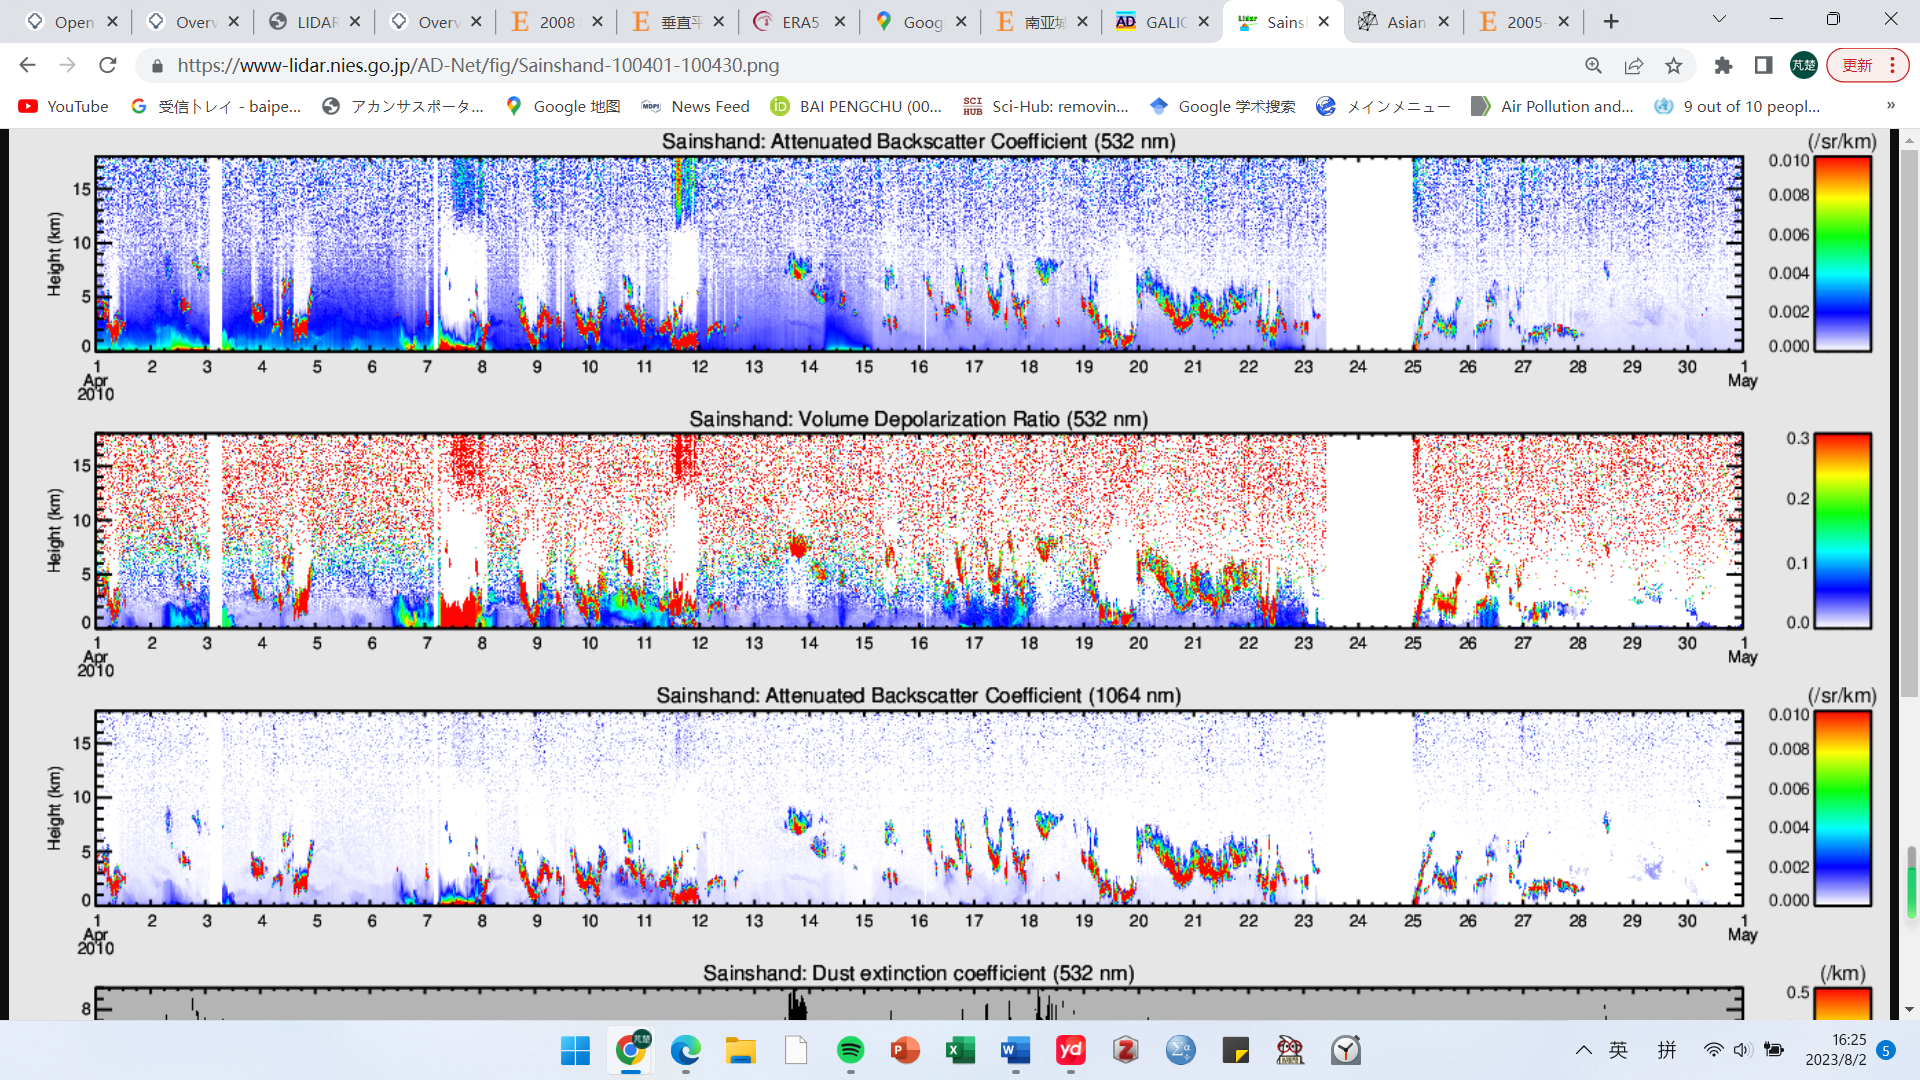 Open
Overv
LIDAR
Overv
2008
垂直平
ERA5
Goog
南亚城
GALIC
Sainsh
Asian
2005-
https://www-lidar.nies.go.jp/AD-Net/fig/Sainshand-100401-100430.png
芃楚
更新
YouTube
受信トレイ - baipe...
アカンサスポータ...
Google 地图
News Feed
BAI PENGCHU (00...
Sci-Hub: removin...
Google 学术搜索
メインメニュー
Air Pollution and...
9 out of 10 peopl...
»
Sainshand: Attenuated Backscatter Coefficient (532 nm)
(/sr/km)
Height (km)
15
10
5
0
0.010
0.008
0.006
0.004
0.002
0.000
1 2 3 4 5 6 7 8 9 10 11 12 13 14 15 16 17 18 19 20 21 22 23 24 25 26 27 28 29 30 1
Apr
2010
May
Sainshand: Volume Depolarization Ratio (532 nm)
Height (km)
15
10
5
0
0.3
0.2
0.1
0.0
1 2 3 4 5 6 7 8 9 10 11 12 13 14 15 16 17 18 19 20 21 22 23 24 25 26 27 28 29 30 1
Apr
2010
May
Sainshand: Attenuated Backscatter Coefficient (1064 nm)
(/sr/km)
Height (km)
15
10
5
0
0.010
0.008
0.006
0.004
0.002
0.000
1 2 3 4 5 6 7 8 9 10 11 12 13 14 15 16 17 18 19 20 21 22 23 24 25 26 27 28 29 30 1
Apr
2010
May
Sainshand: Dust extinction coefficient (532 nm)
(/km)
8
0.5
英
拼
16:25
2023/8/2
5